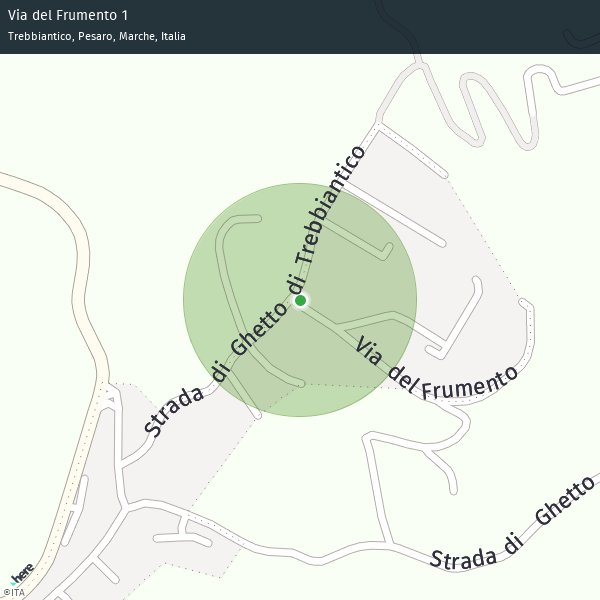 Via del Frumento 1
Trebbiantico, Pesaro, Marche, Italia
Strada di Ghetto di Trebbiantico
Via del Frumento
Strada di Ghetto
here
©ITA